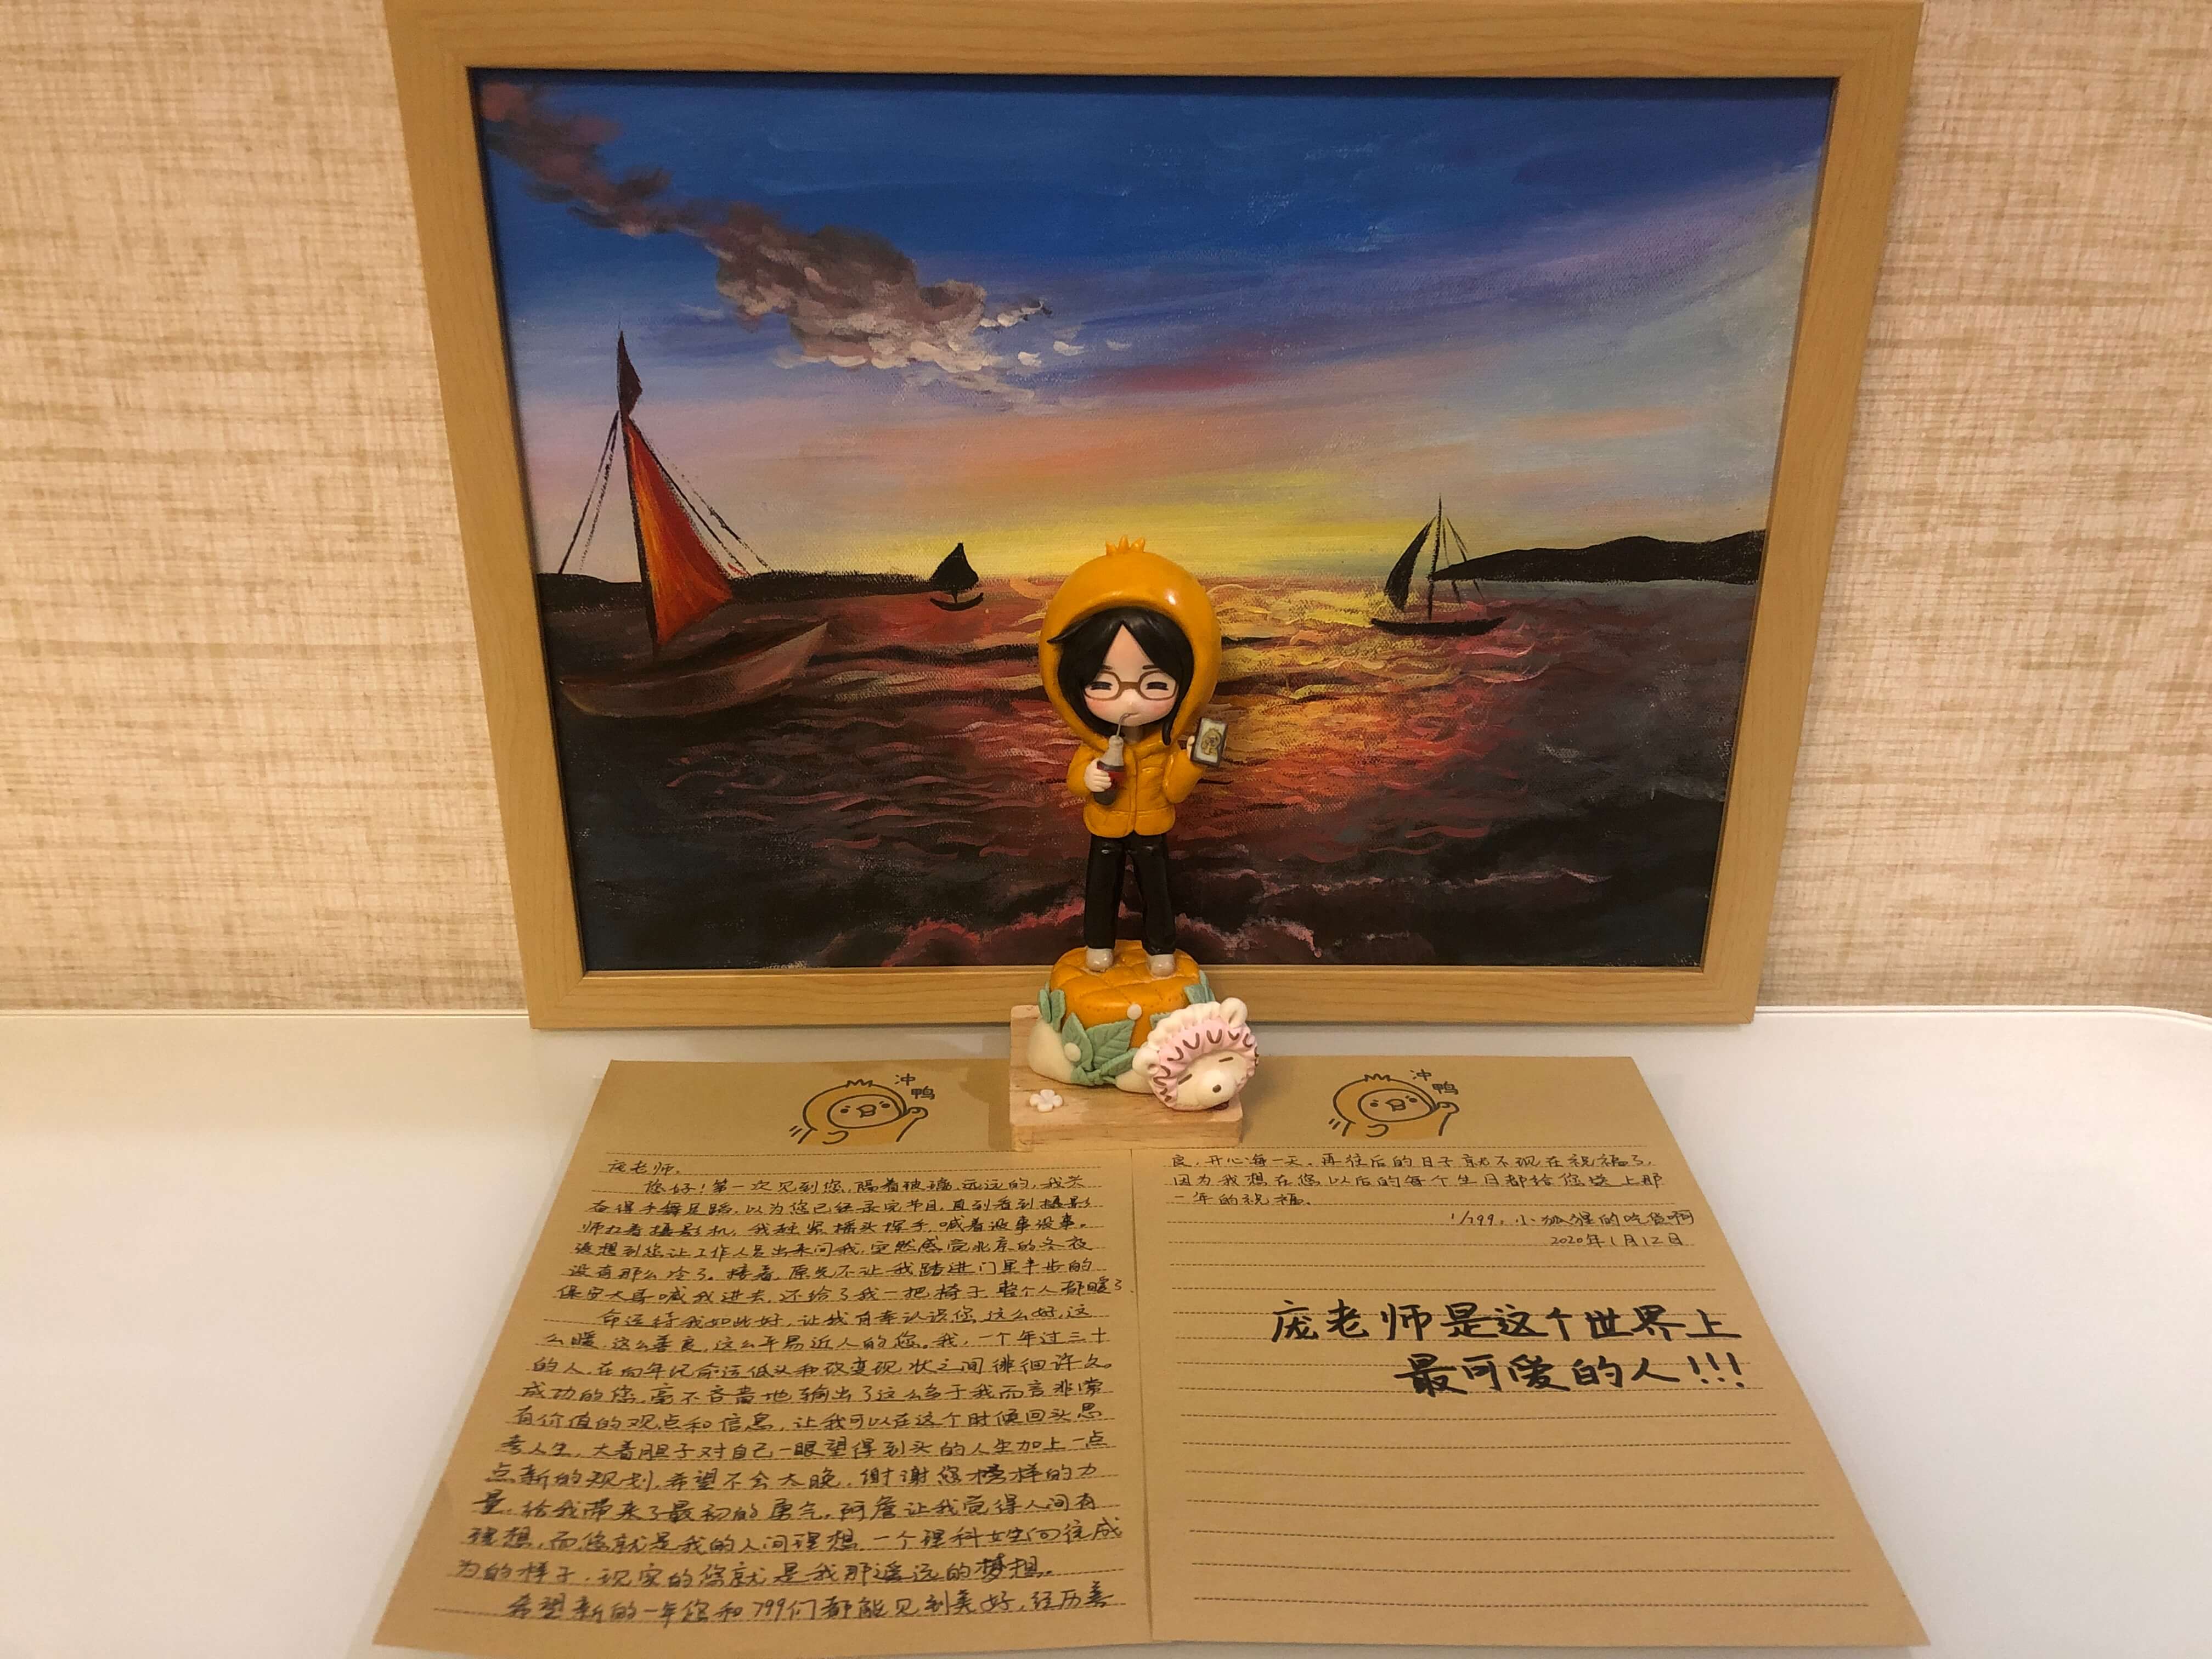 冲
鸭
庞老师,
您好!第一次见到您,隔着玻璃,远远的,我兴
奋得手舞足蹈,以为您已经录完节目,直到看到摄影
师扛着摄影机,我赶紧摇头挥手,喊着没事没事。
没想到您让工作人员出来问我,突然感觉北京的冬夜
没有那么冷了。接着,原先不让我踏进门里半步的
保安大哥喊我进去,还给了我一把椅子,整个人都暖了
命运待我如此好,让我有幸认识您,这么好,这
么暖,这么善良,这么平易近人的您。我,一个年过三十
的人,在向年纪命运低头和改变现状之间徘徊许久。
成功的您,毫不吝啬地输出了这么多于我而言非常
有价值的观点和信息,让我可以在这个时候回头思
考人生,大着胆子对自己一眼望得到头的人生加上一点
点新的规划,希望不会太晚,谢谢您榜样的力
量,给我带来了最初的勇气,阿詹让我觉得人间有
理想,而您就是我的人间理想,一个理科女生向往成
为的样子,现实的您就是我那遥远的梦想。
希望新的一年您和799们都能见到美好,经历善
冲
鸭
良,开心每一天。再往后的日子就不现在祝福了,
因为我想在您以后的每个生日都给您送上那
一年的祝福。
1/799,小狐狸的吃货啊
2020年1月12日
庞老师是这个世界上
最可爱的人!!!